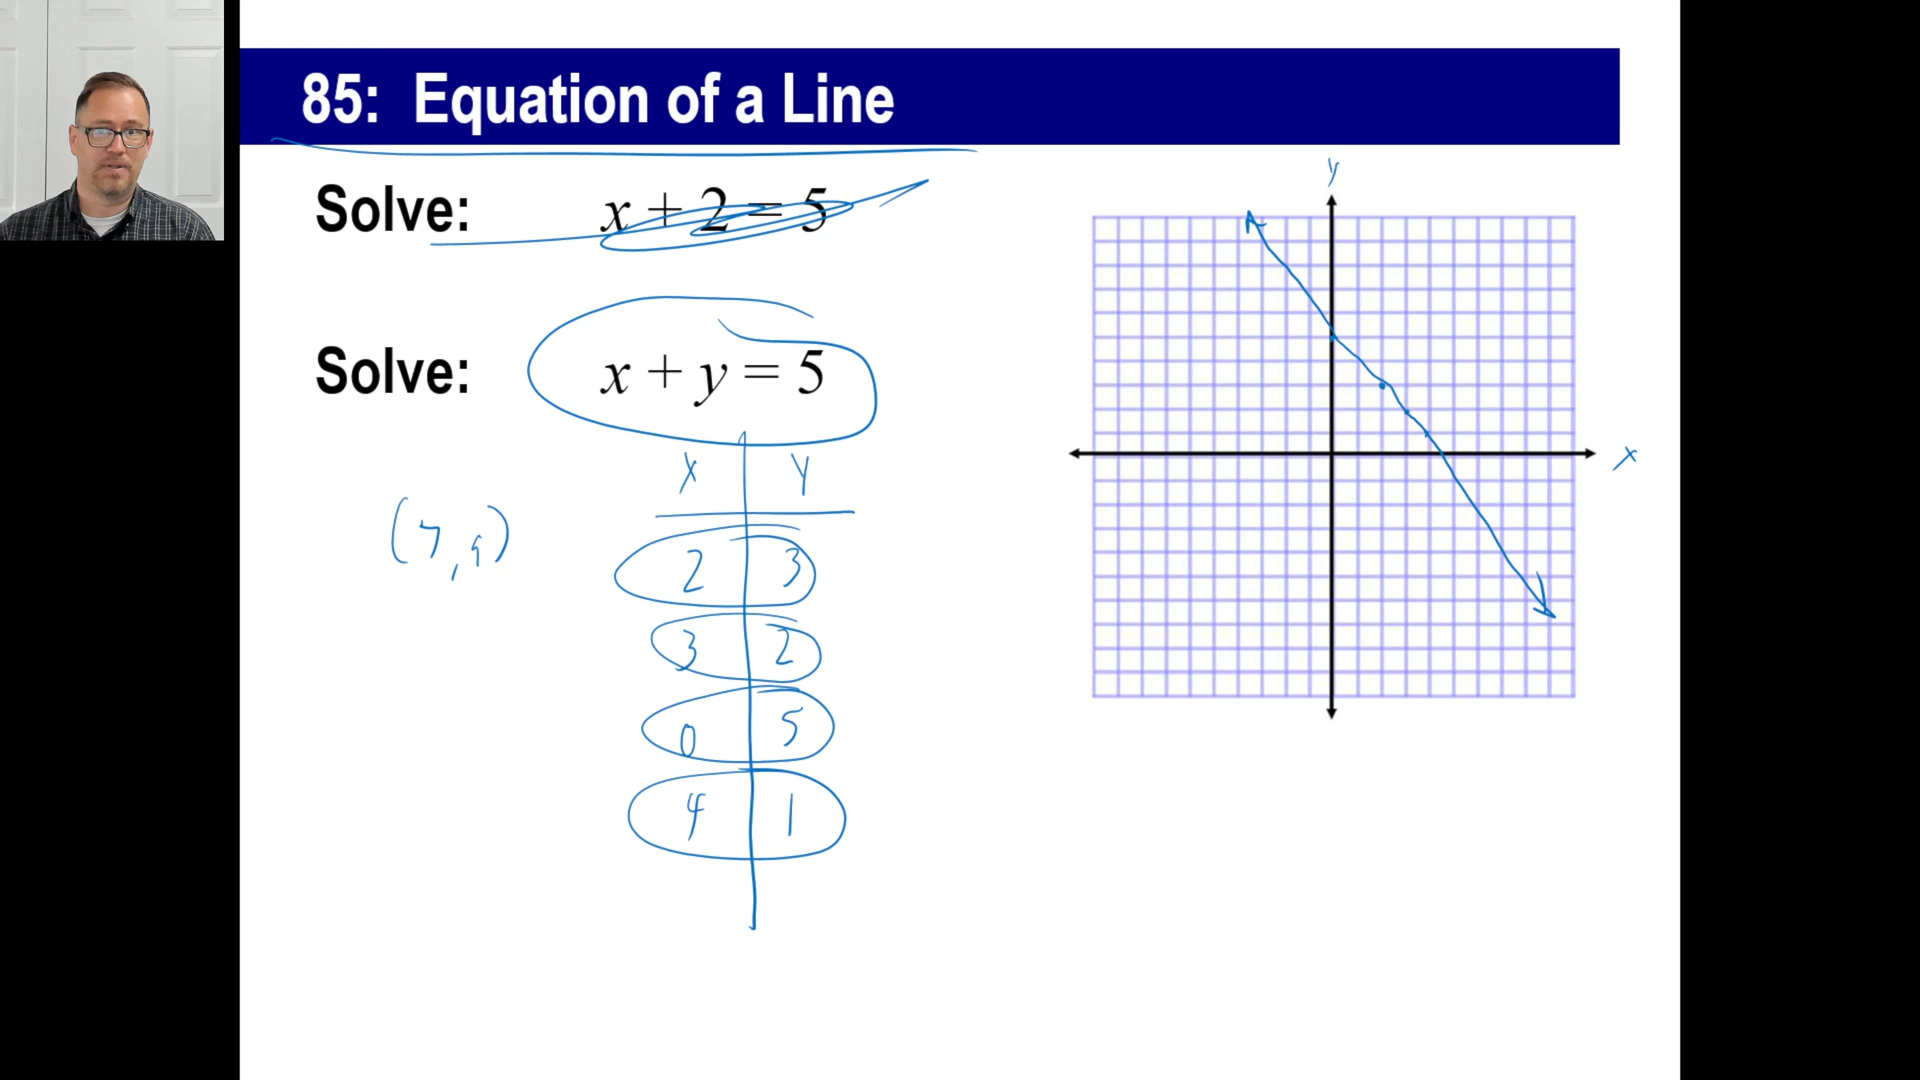 85: Equation of a Line
Solve: x + 2 = 5
Solve: x + y = 5
X Y
2 3
3 2
0 5
4 1
y
x